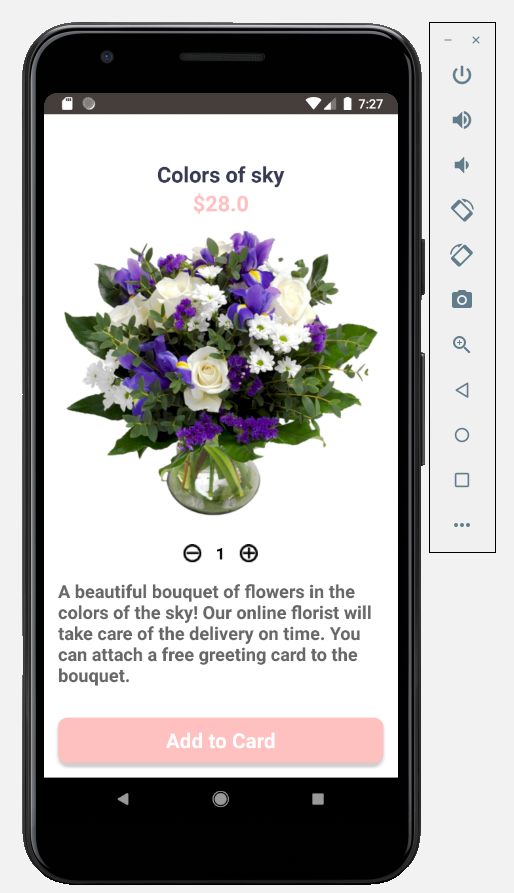 7:27
Colors of sky
$28.0
1
A beautiful bouquet of flowers in the
colors of the sky! Our online florist will
take care of the delivery on time. You
can attach a free greeting card to the
bouquet.
Add to Card